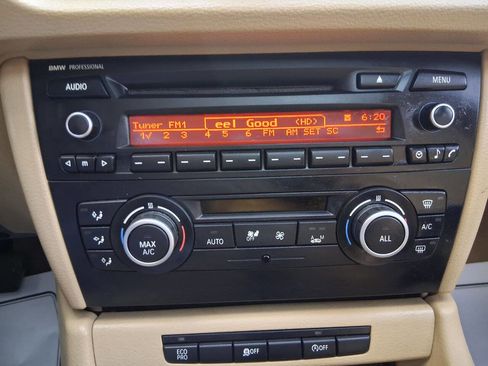 BMW PROFESSIONAL
AUDIO
MENU
Tuner FM1 eel Good <HD> 6:20
1√ 2 3 4 5 6 FM AM SET SC
M
MAX A/C
AUTO
OFF
A M
ALL
A/C
ECO PRO
OFF
OFF